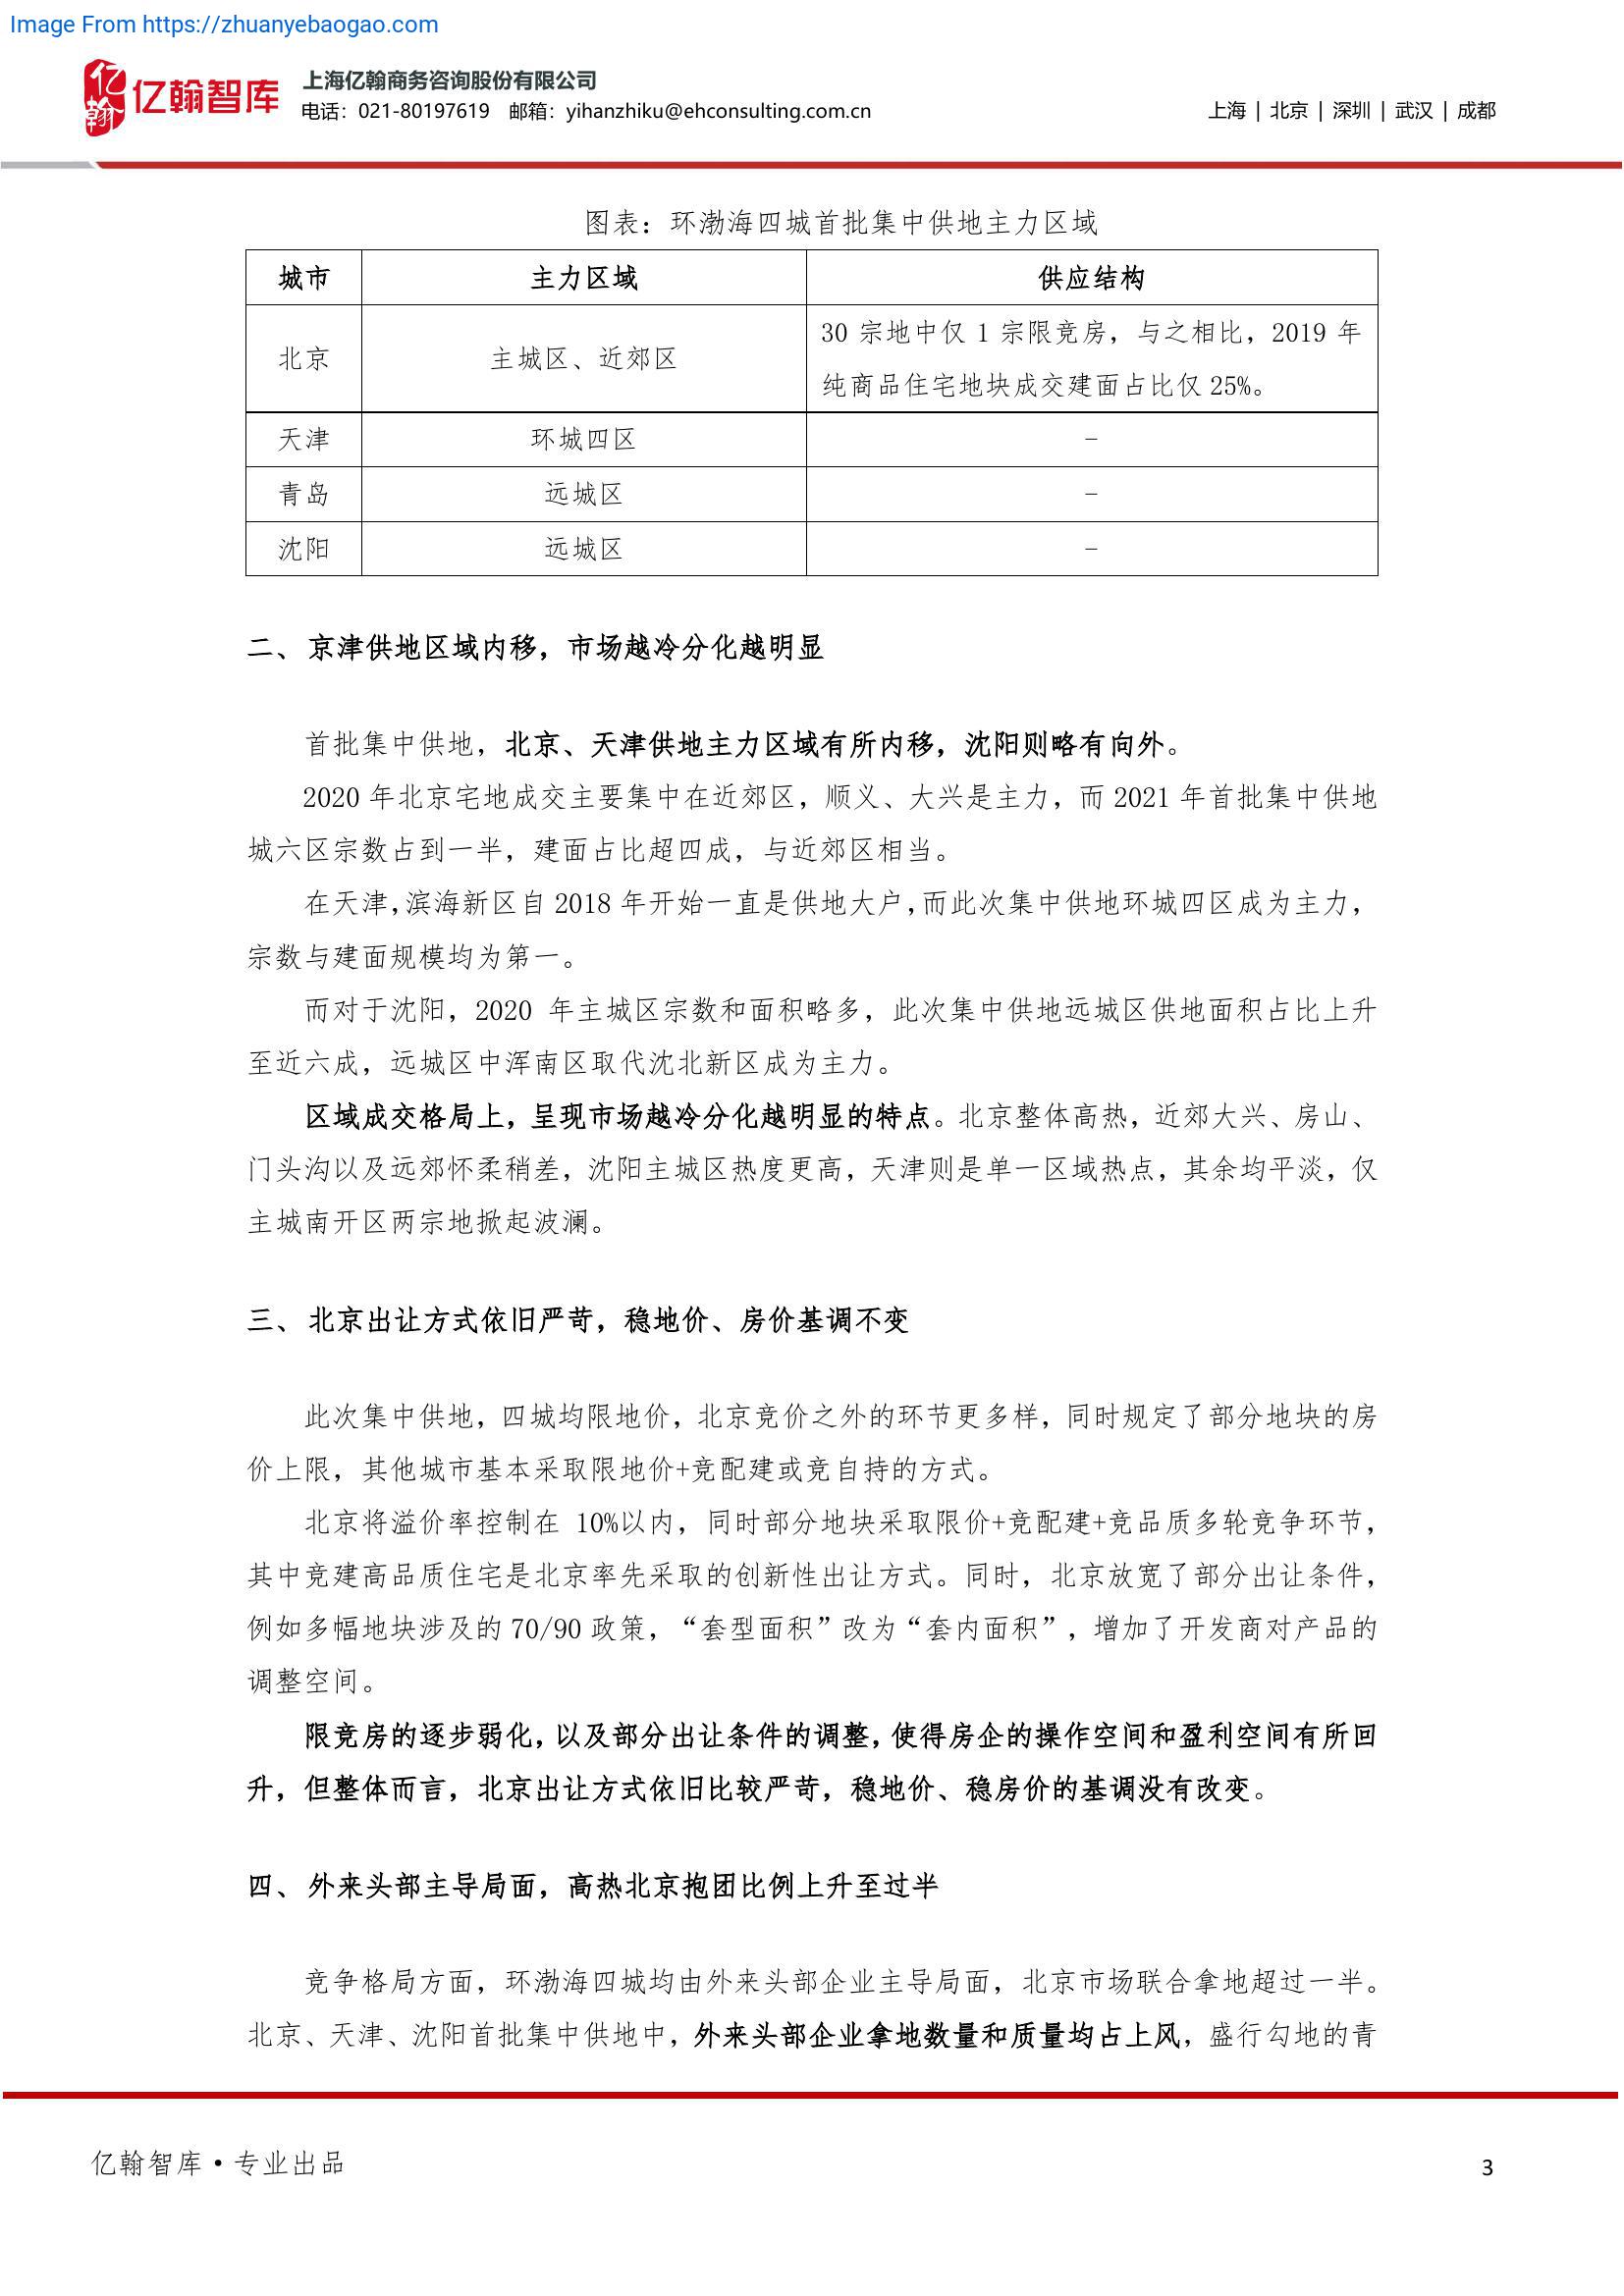 Image From https://zhuanyebaogao.com
亿翰
亿翰智库
上海亿翰商务咨询股份有限公司
电话：021-80197619 邮箱：yihanzhiku@ehconsulting.com.cn
上海 | 北京 | 深圳 | 武汉 | 成都
图表：环渤海四城首批集中供地主力区域
城市 主力区域 供应结构
北京 主城区、近郊区 30 宗地中仅 1 宗限竞房，与之相比，2019 年
纯商品住宅地块成交建面占比仅 25%。
天津 环城四区 -
青岛 远城区 -
沈阳 远城区 -
二、 京津供地区域内移，市场越冷分化越明显
首批集中供地，北京、天津供地主力区域有所内移，沈阳则略有向外。
2020 年北京宅地成交主要集中在近郊区，顺义、大兴是主力，而 2021 年首批集中供地
城六区宗数占到一半，建面占比超四成，与近郊区相当。
在天津，滨海新区自 2018 年开始一直是供地大户，而此次集中供地环城四区成为主力，
宗数与建面规模均为第一。
而对于沈阳，2020 年主城区宗数和面积略多，此次集中供地远城区供地面积占比上升
至近六成，远城区中浑南区取代沈北新区成为主力。
区域成交格局上，呈现市场越冷分化越明显的特点。北京整体高热，近郊大兴、房山、
门头沟以及远郊怀柔稍差，沈阳主城区热度更高，天津则是单一区域热点，其余均平淡，仅
主城南开区两宗地掀起波澜。
三、 北京出让方式依旧严苛，稳地价、房价基调不变
此次集中供地，四城均限地价，北京竞价之外的环节更多样，同时规定了部分地块的房
价上限，其他城市基本采取限地价+竞配建或竞自持的方式。
北京将溢价率控制在 10%以内，同时部分地块采取限价+竞配建+竞品质多轮竞争环节，
其中竞建高品质住宅是北京率先采取的创新性出让方式。同时，北京放宽了部分出让条件，
例如多幅地块涉及的 70/90 政策，“套型面积”改为“套内面积”，增加了开发商对产品的
调整空间。
限竞房的逐步弱化，以及部分出让条件的调整，使得房企的操作空间和盈利空间有所回
升，但整体而言，北京出让方式依旧比较严苛，稳地价、稳房价的基调没有改变。
四、 外来头部主导局面，高热北京抱团比例上升至过半
竞争格局方面，环渤海四城均由外来头部企业主导局面，北京市场联合拿地超过一半。
北京、天津、沈阳首批集中供地中，外来头部企业拿地数量和质量均占上风，盛行勾地的青
亿翰智库·专业出品
3